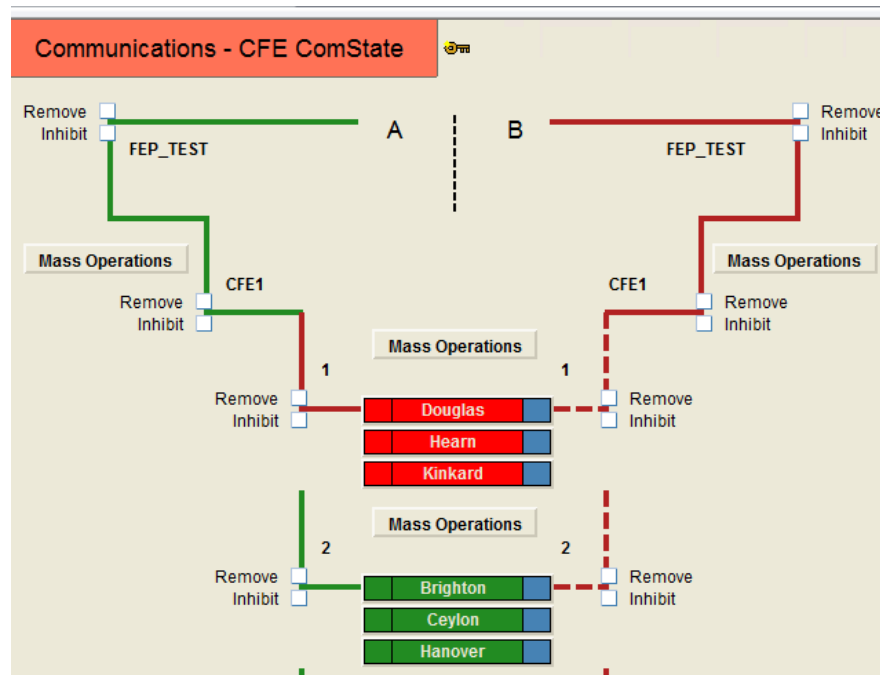 Communications - CFE ComState
Remove
Inhibit
FEP_TEST
A
B
FEP_TEST
Remove
Inhibit
Mass Operations
Mass Operations
CFE1
Remove
Inhibit
CFE1
Remove
Inhibit
Mass Operations
1
1
Remove
Inhibit
Douglas
Hearn
Kinkard
Remove
Inhibit
Mass Operations
2
2
Remove
Inhibit
Brighton
Ceylon
Hanover
Remove
Inhibit